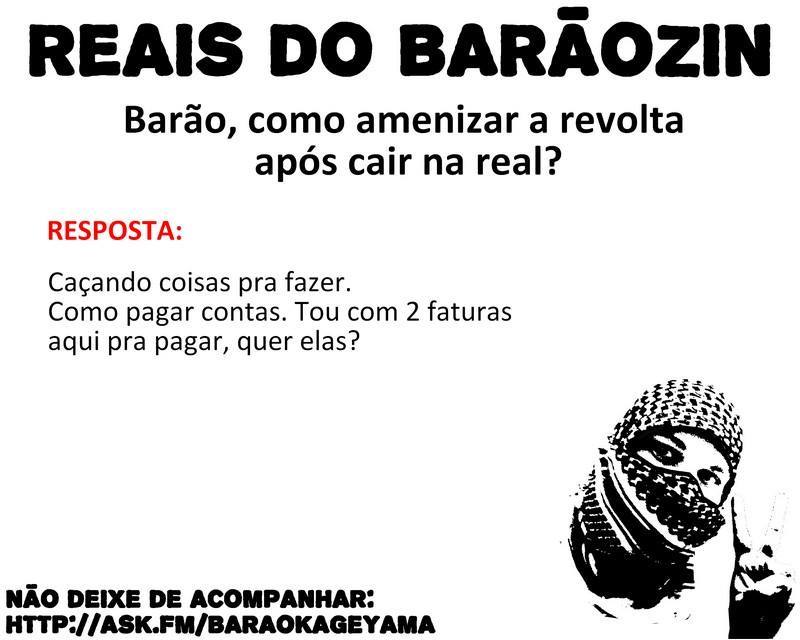 REAIS DO BARÃOZIN
Barão, como amenizar a revolta
após cair na real?
RESPOSTA:
Caçando coisas pra fazer.
Como pagar contas. Tou com 2 faturas
aqui pra pagar, quer elas?
NÃO DEIXE DE ACOMPANHAR:
HTTP://ASK.FM/BARAOKAGEYAMA